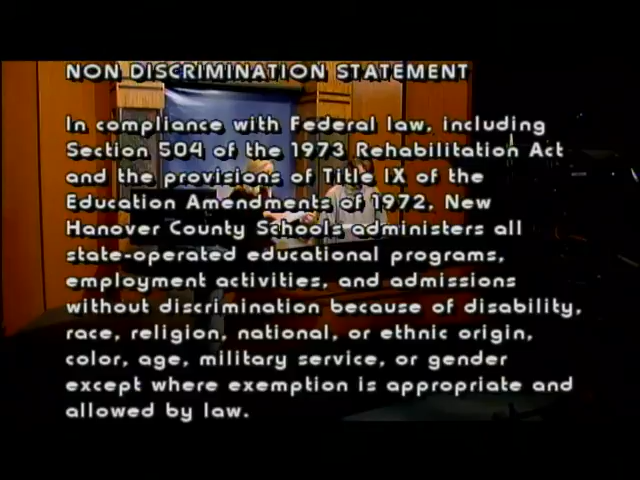 NON DISCRIMINATION STATEMENT
In compliance with Federal law, including
Section 504 of the 1973 Rehabilitation Act
and the provisions of Title IX of the
Education Amendments of 1972, New
Hanover County Schools administers all
state-operated educational programs,
employment activities, and admissions
without discrimination because of disability,
race, religion, national, or ethnic origin,
color, age, military service, or gender
except where exemption is appropriate and
allowed by law.